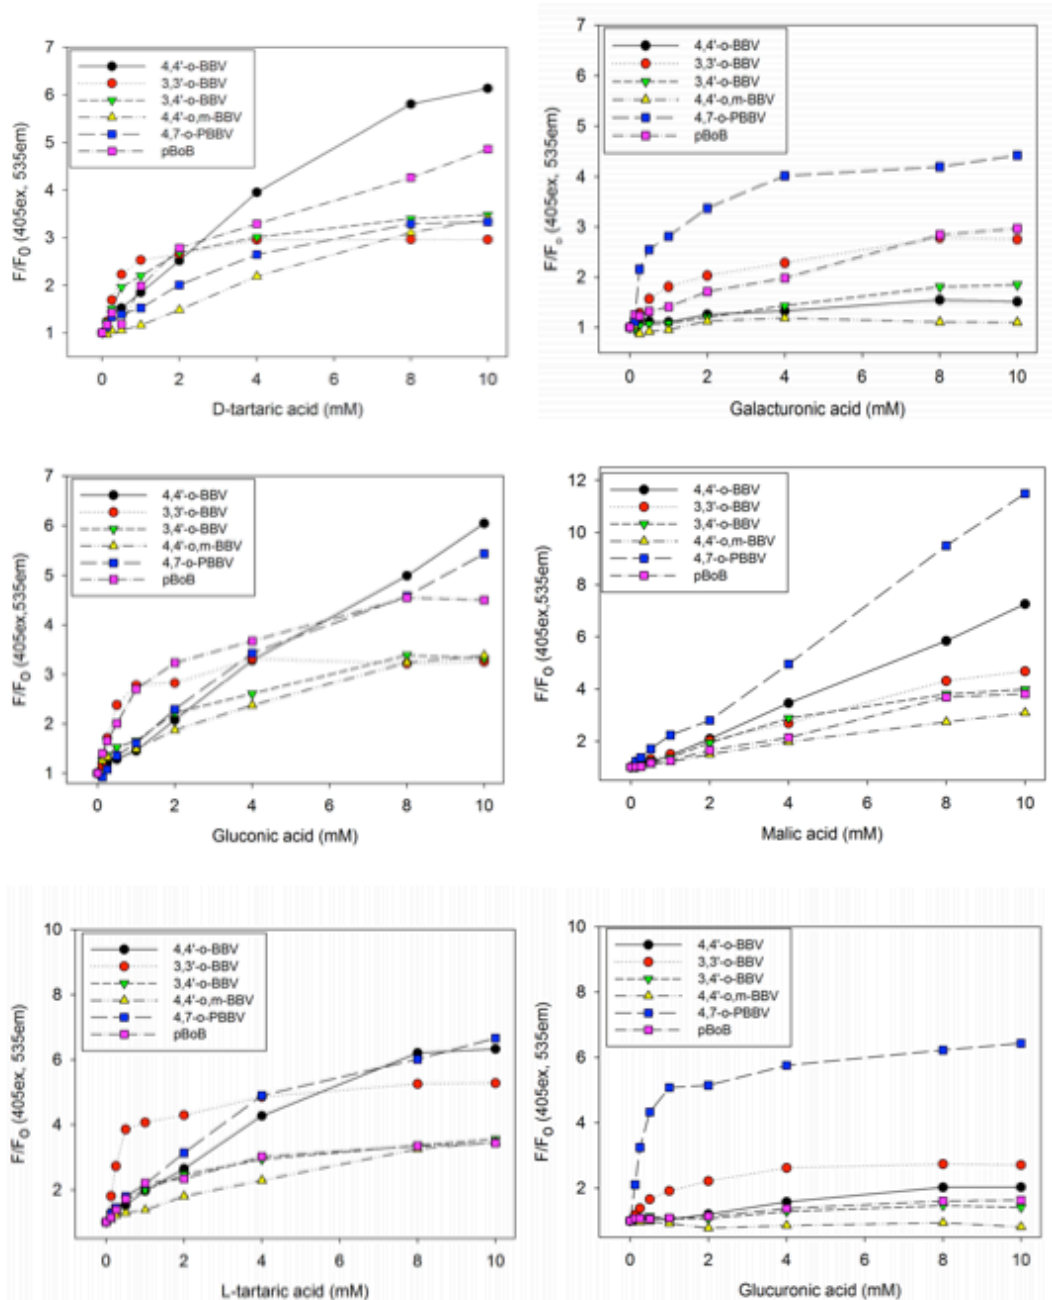 7
6
5
4
3
2
1
F/F0 (405ex, 535em)
4,4'-o-BBV
3,3'-o-BBV
3,4'-o-BBV
4,4'-o,m-BBV
4,7-o-PBBV
pBoB
0 2 4 6 8 10
D-tartaric acid (mM)
7
6
5
4
3
2
1
F/Fo (405ex, 535em)
4,4'-o-BBV
3,3'-o-BBV
3,4'-o-BBV
4,4'-o,m-BBV
4,7-o-PBBV
pBoB
0 2 4 6 8 10
Galacturonic acid (mM)
7
6
5
4
3
2
1
F/FO (405ex,535em)
4,4'-o-BBV
3,3'-o-BBV
3,4'-o-BBV
4,4'-o,m-BBV
4,7-o-PBBV
pBoB
0 2 4 6 8 10
Gluconic acid (mM)
12
10
8
6
4
2
F/FO (405ex, 535em)
4,4'-o-BBV
3,3'-o-BBV
3,4'-o-BBV
4,4'-o,m-BBV
4,7-o-PBBV
pBoB
0 2 4 6 8 10
Malic acid (mM)
10
8
6
4
2
F/FO (405ex, 535em)
4,4'-o-BBV
3,3'-o-BBV
3,4'-o-BBV
4,4'-o,m-BBV
4,7-o-PBBV
pBoB
0 2 4 6 8 10
L-tartaric acid (mM)
10
8
6
4
2
F/FO (405ex, 535em)
4,4'-o-BBV
3,3'-o-BBV
3,4'-o-BBV
4,4'-o,m-BBV
4,7-o-PBBV
pBoB
0 2 4 6 8 10
Glucuronic acid (mM)